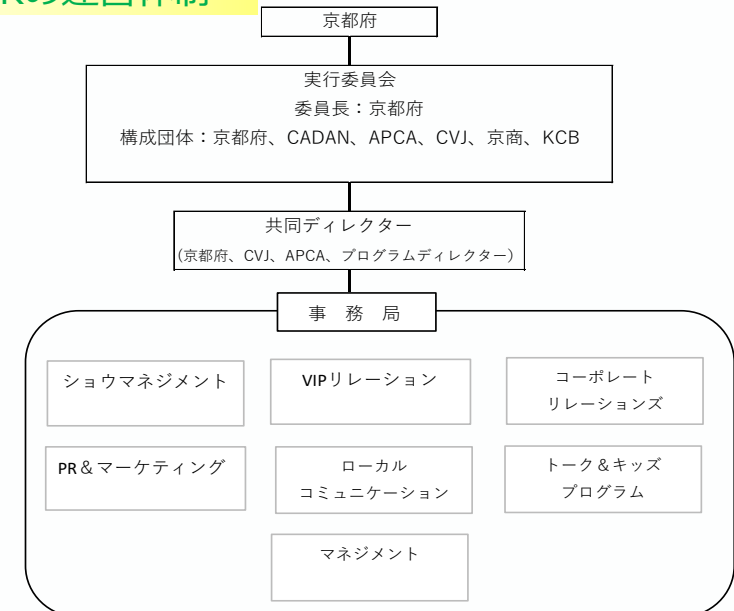 の運営体制
京都府
実行委員会
委員長：京都府
構成団体：京都府、CADAN、APCA、CVJ、京商、KCB
共同ディレクター
(京都府、CVJ、APCA、プログラムディレクター)
事 務 局
ショウマネジメント
VIPリレーション
コーポレート
リレーションズ
PR＆マーケティング
ローカル
コミュニケーション
トーク＆キッズ
プログラム
マネジメント